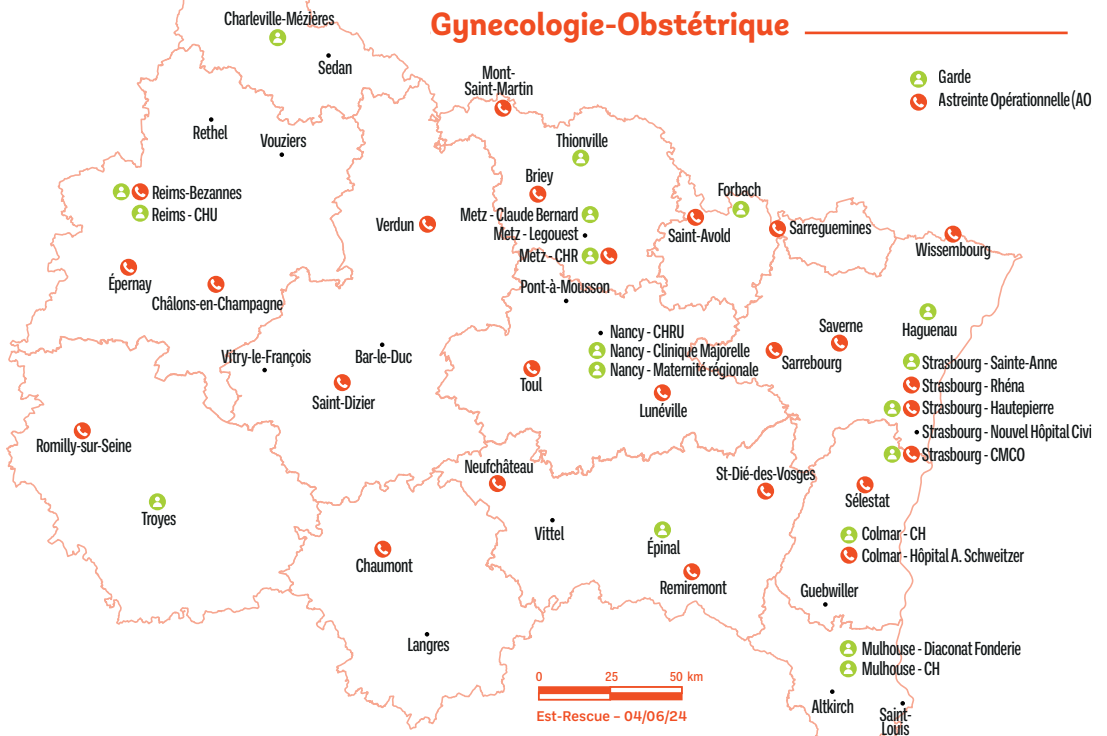 Gynecologie-Obstétrique
Charleville-Mézières
Sedan
Mont-
Saint-Martin
Garde
Astreinte Opérationnelle (AO
Rethel
Vouziers
Thionville
Briey
Forbach
Reims-Bezannes
Reims - CHU
Verdun
Metz - Claude Bernard
Metz - Legouest
Metz - CHR
Saint-Avold
Sarreguemines
Wissembourg
Épernay
Châlons-en-Champagne
Pont-à-Mousson
Haguenau
Saverne
Sarrebourg
Vitry-le-François
Bar-le-Duc
Saint-Dizier
Nancy - CHRU
Nancy - Clinique Majorelle
Nancy - Maternité régionale
Toul
Lunéville
Strasbourg - Sainte-Anne
Strasbourg - Rhéna
Strasbourg - Hautepierre
Strasbourg - Nouvel Hôpital Civi
Strasbourg - CMCO
Romilly-sur-Seine
Troyes
Neufchâteau
St-Dié-des-Vosges
Sélestat
Vittel
Épinal
Colmar - CH
Colmar - Hôpital A. Schweitzer
Chaumont
Remiremont
Guebwiller
Langres
Mulhouse - Diaconat Fonderie
Mulhouse - CH
Altkirch
Saint-
Louis
0 25 50 km
Est-Rescue – 04/06/24